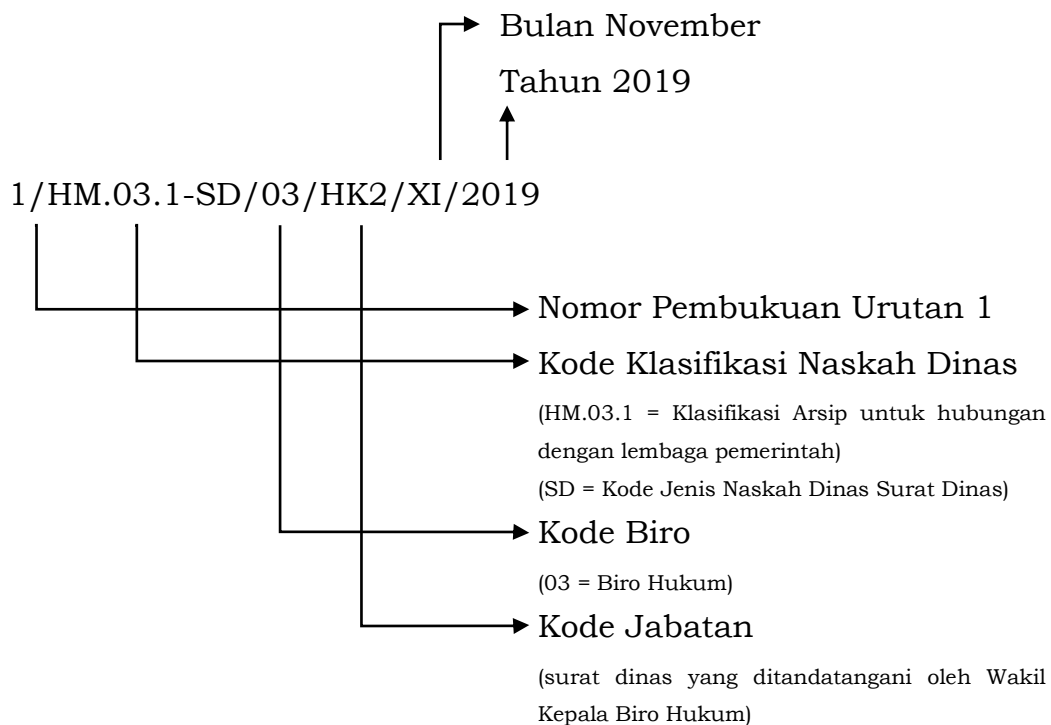 Bulan November
Tahun 2019
1/HM.03.1-SD/03/HK2/XI/2019
Nomor Pembukuan Urutan 1
Kode Klasifikasi Naskah Dinas
(HM.03.1 = Klasifikasi Arsip untuk hubungan
dengan lembaga pemerintah)
(SD = Kode Jenis Naskah Dinas Surat Dinas)
Kode Biro
(03 = Biro Hukum)
Kode Jabatan
(surat dinas yang ditandatangani oleh Wakil
Kepala Biro Hukum)